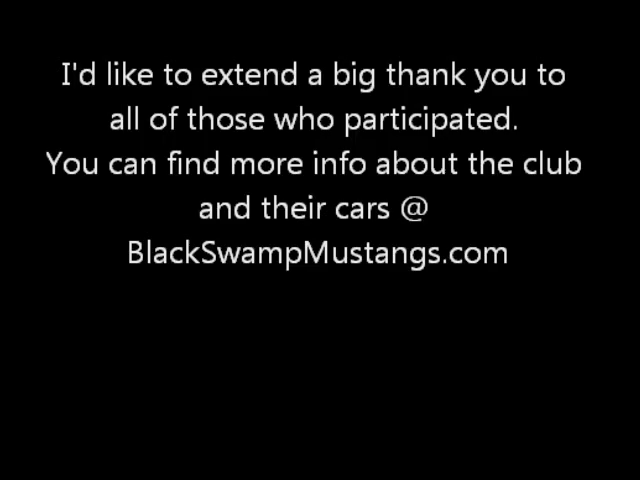 I'd like to extend a big thank you to
all of those who participated.
You can find more info about the club
and their cars @
BlackSwampMustangs.com